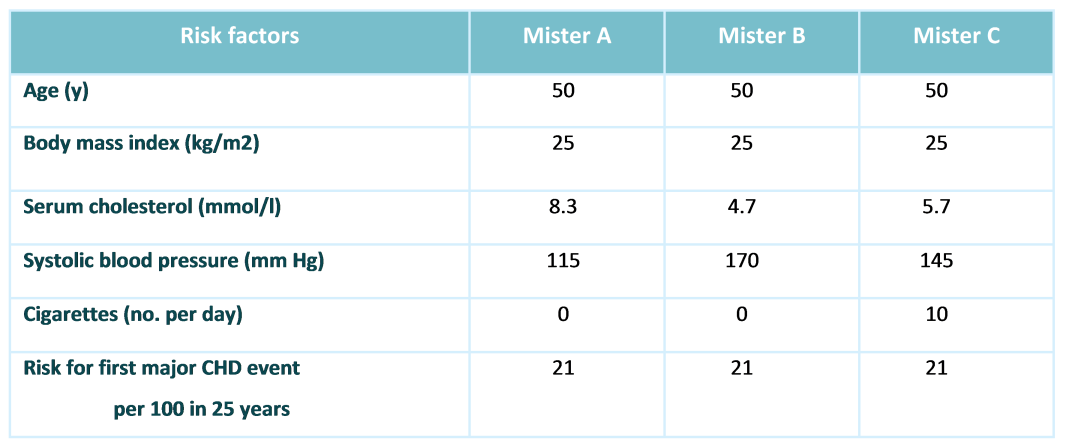 Risk factors Mister A Mister B Mister C
Age (y) 50 50 50
Body mass index (kg/m2) 25 25 25
Serum cholesterol (mmol/l) 8.3 4.7 5.7
Systolic blood pressure (mm Hg) 115 170 145
Cigarettes (no. per day) 0 0 10
Risk for first major CHD event 21 21 21
per 100 in 25 years